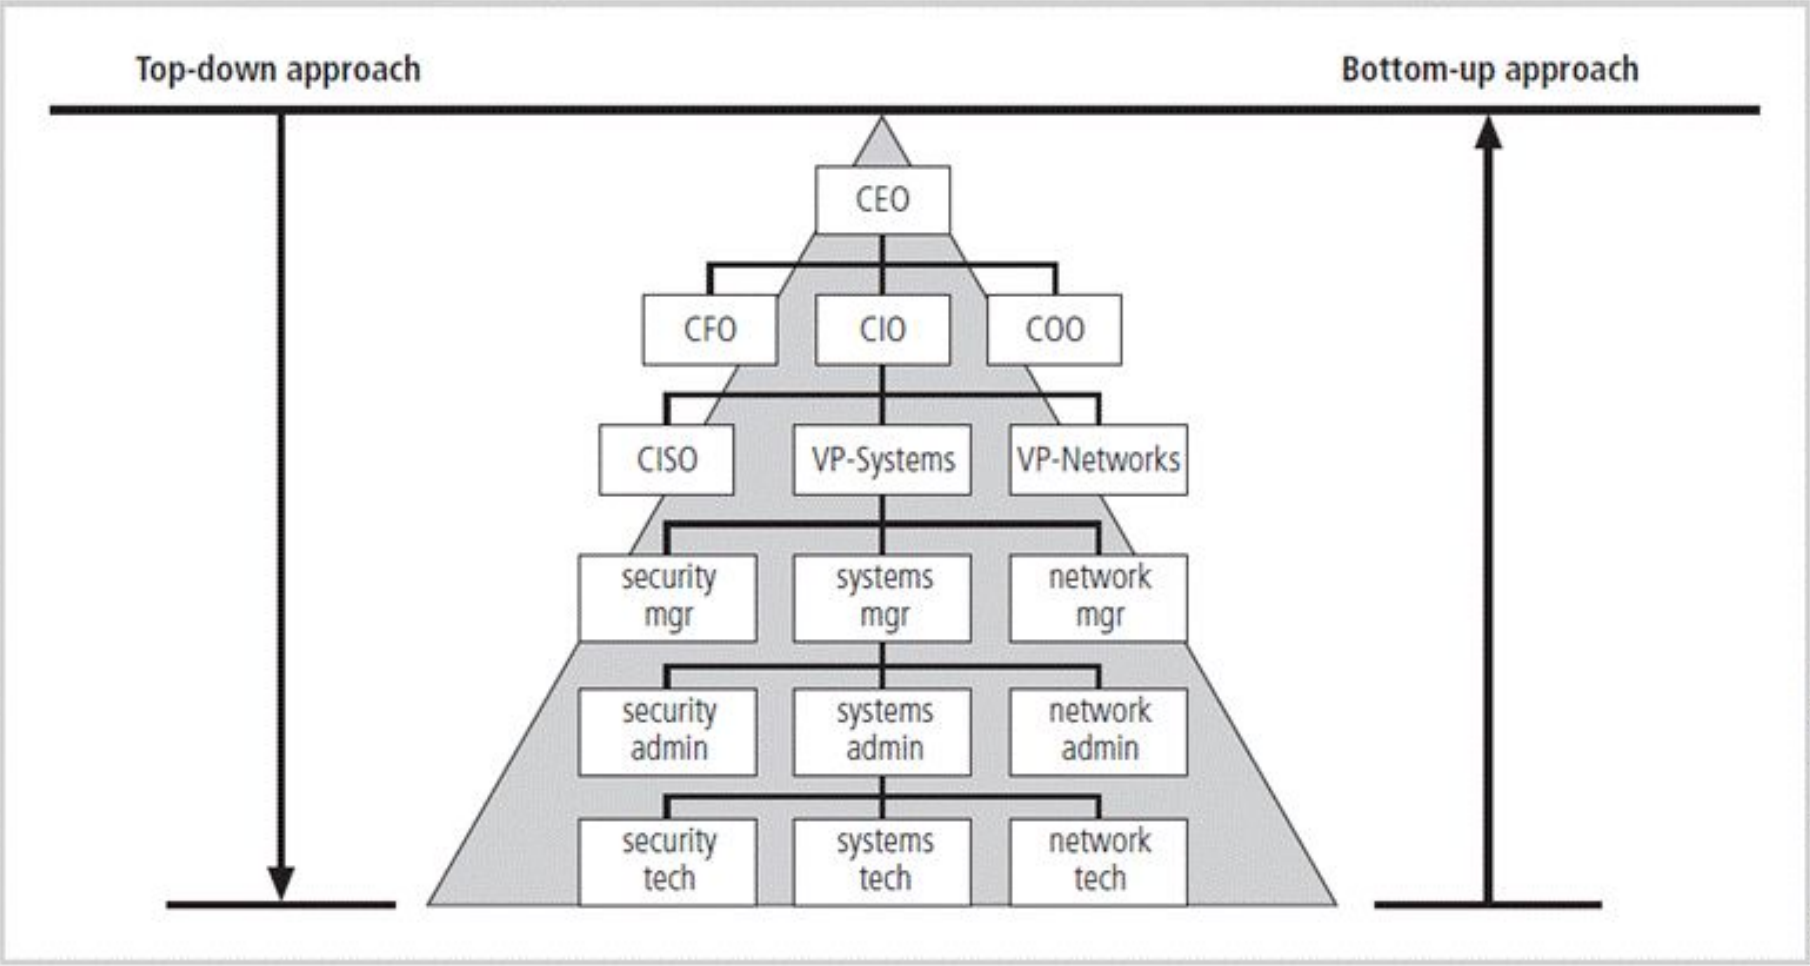 Top-down approach
Bottom-up approach
CEO
CFO
CIO
COO
CISO
VP-Systems
VP-Networks
security
mgr
systems
mgr
network
mgr
security
admin
systems
admin
network
admin
security
tech
systems
tech
network
tech